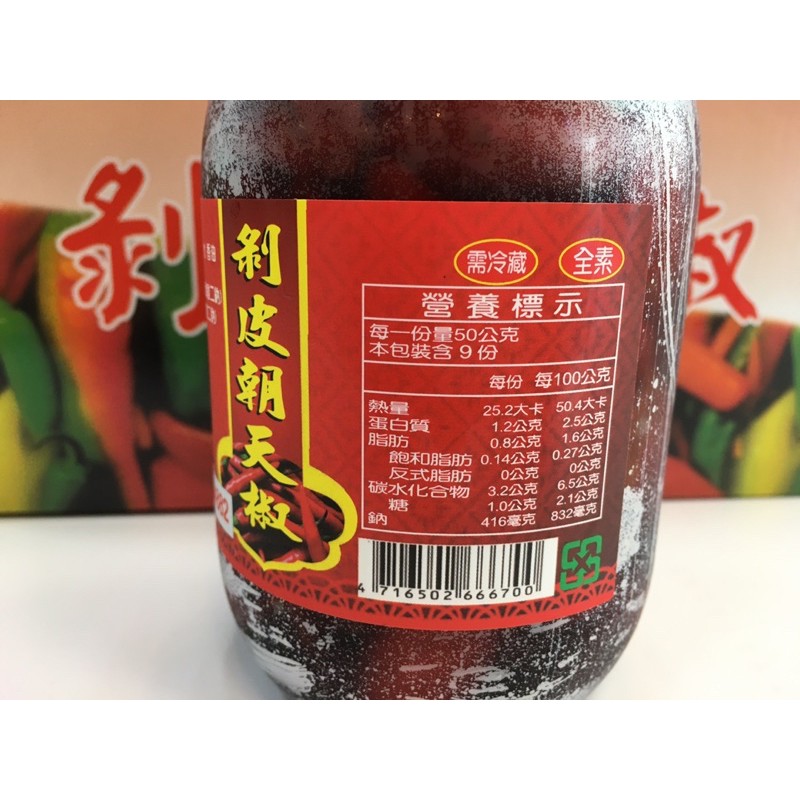 剝
椒
剝皮朝天椒
需冷藏
全素
營養標示
每一份量50公克
本包裝含9份
每份 每100公克
熱量 25.2大卡 50.4大卡
蛋白質 1.2公克 2.5公克
脂肪 0.8公克 1.6公克
飽和脂肪 0.14公克 0.27公克
反式脂肪 0公克 0公克
碳水化合物 3.2公克 6.5公克
糖 1.0公克 2.1公克
鈉 416毫克 832毫克
4 716502 666700